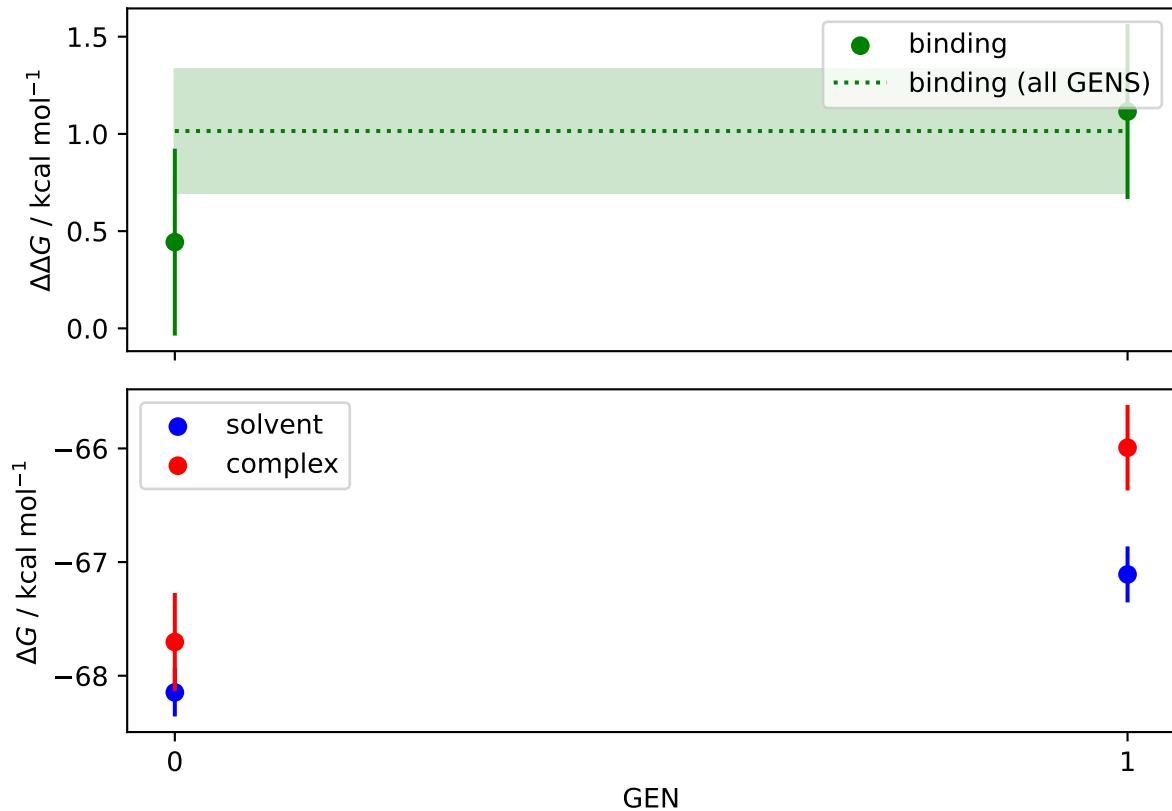 1.5
1.0
0.5
0.0
ΔΔG / kcal mol⁻¹
binding
binding (all GENS)
−66
−67
−68
ΔG / kcal mol⁻¹
solvent
complex
0
1
GEN